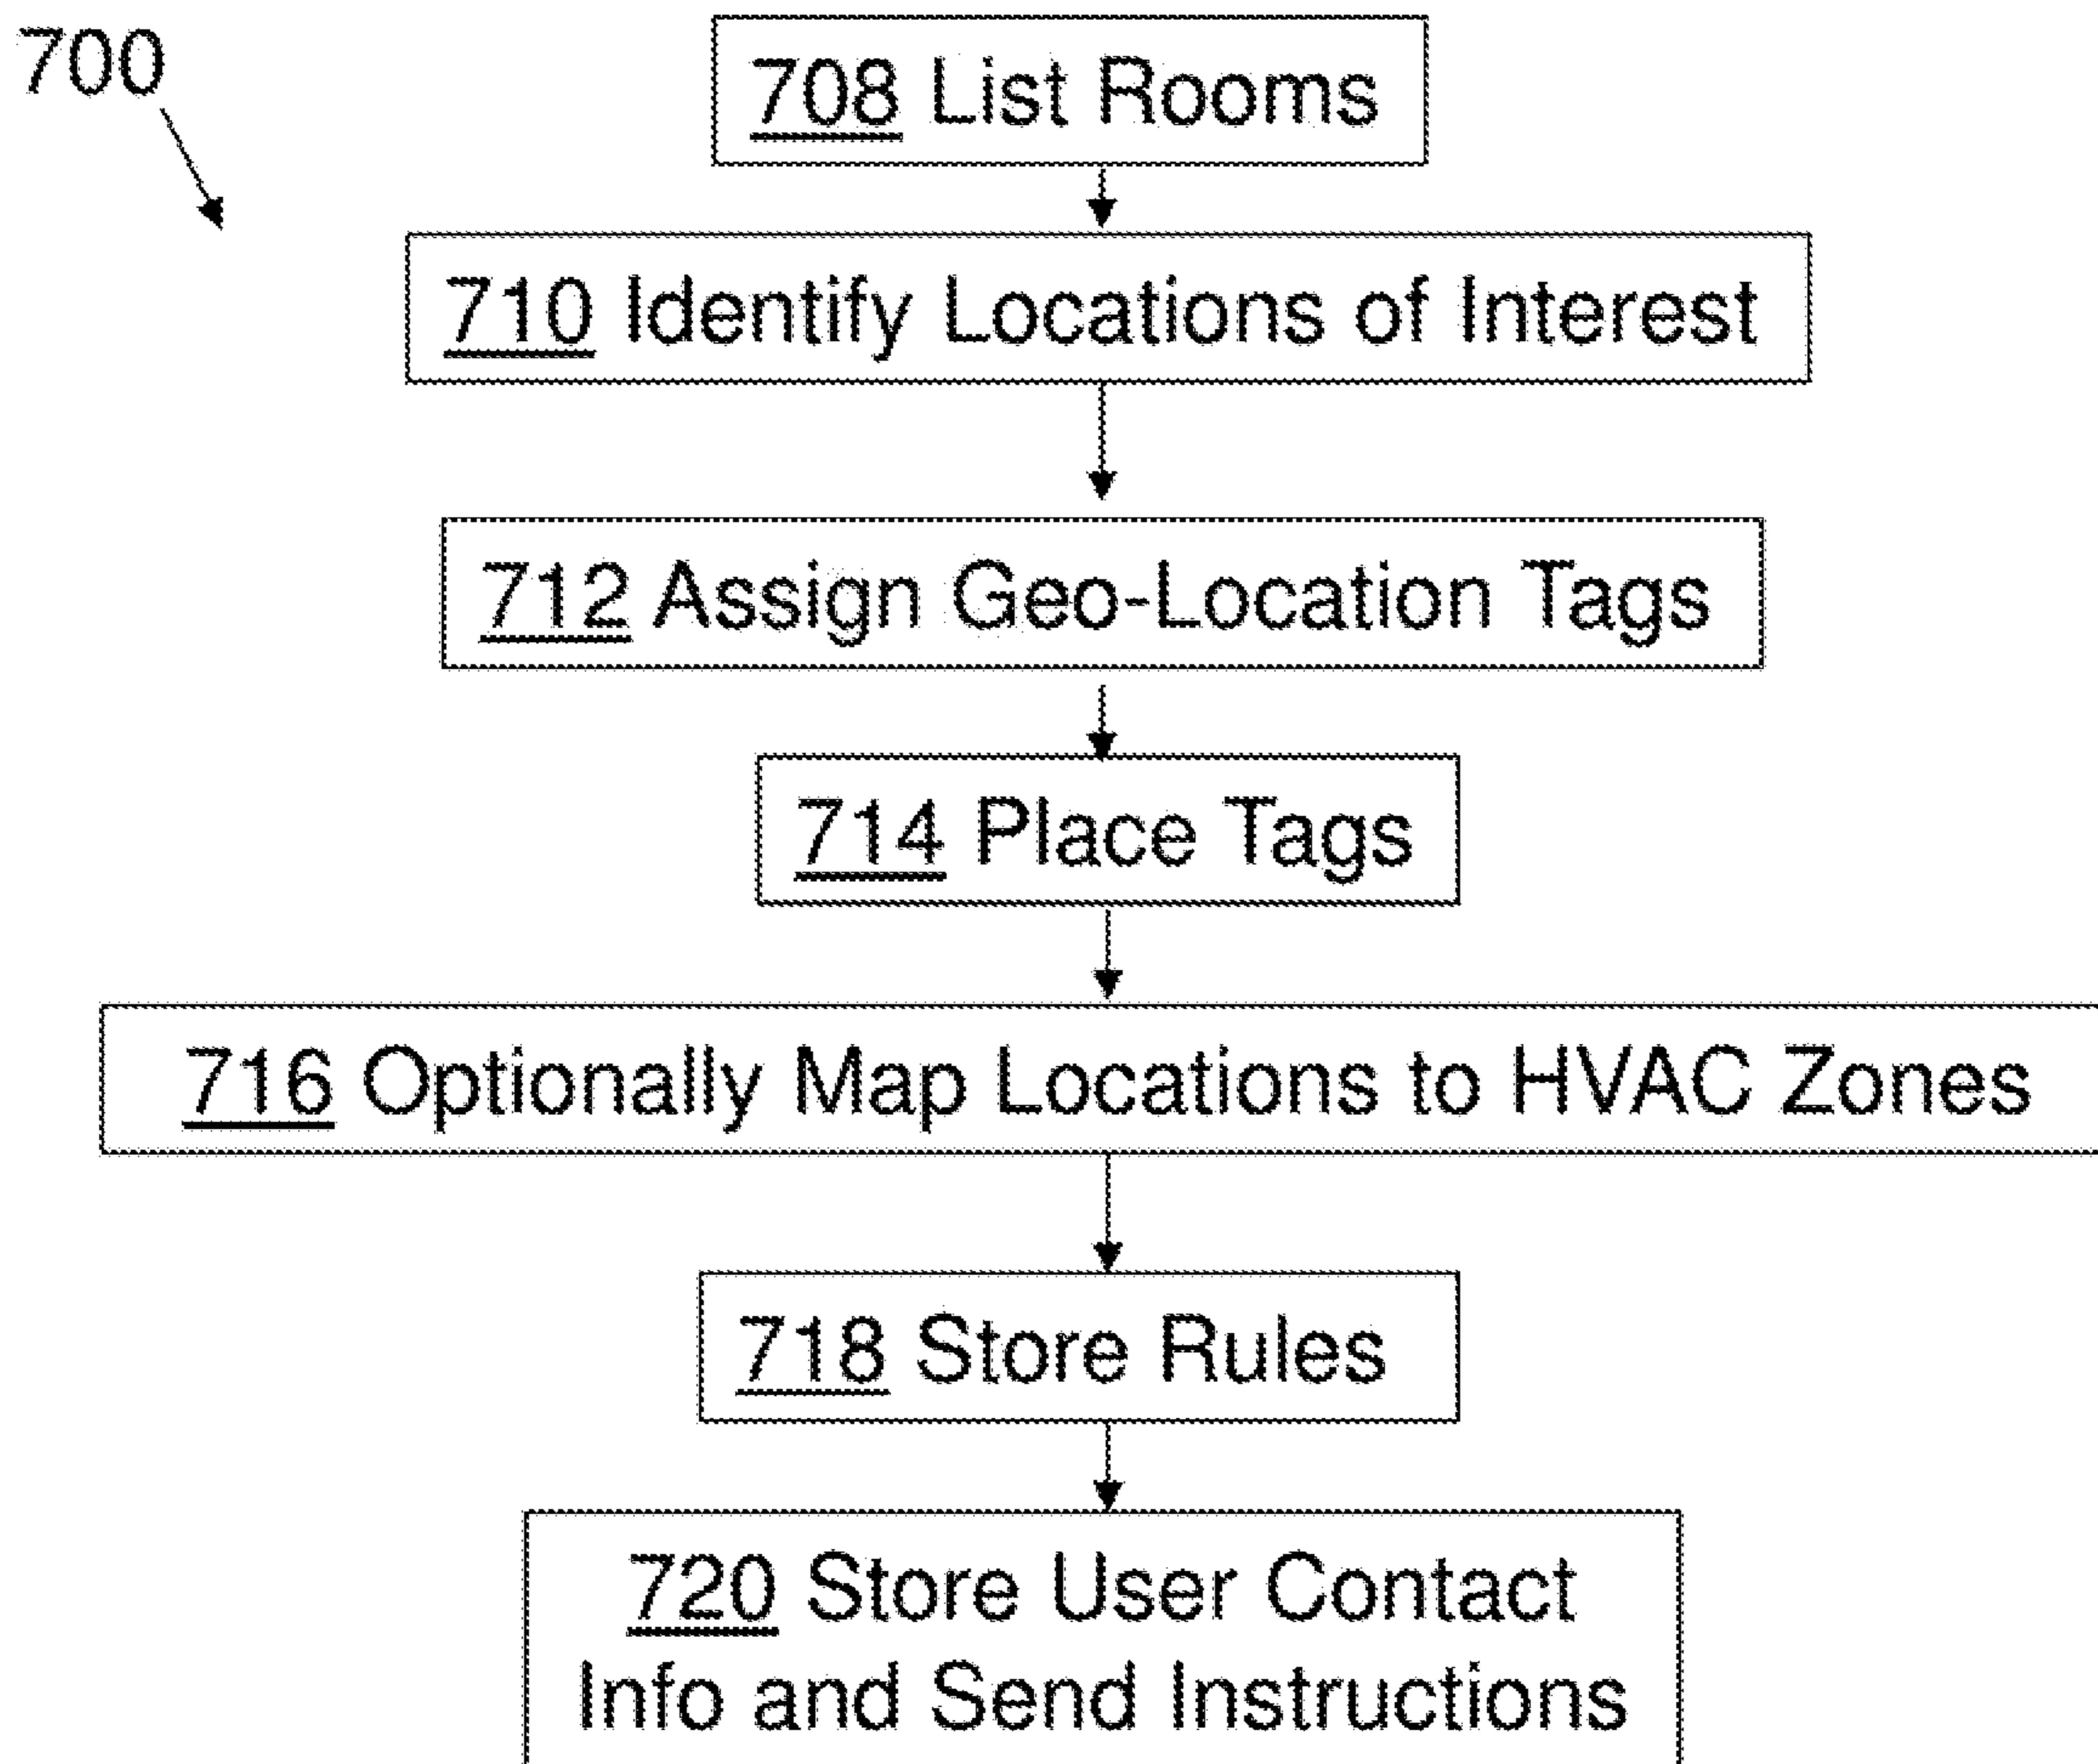 700
708 List Rooms
710 Identify Locations of Interest
712 Assign Geo-Location Tags
714 Place Tags
716 Optionally Map Locations to HVAC Zones
718 Store Rules
720 Store User Contact
Info and Send Instructions